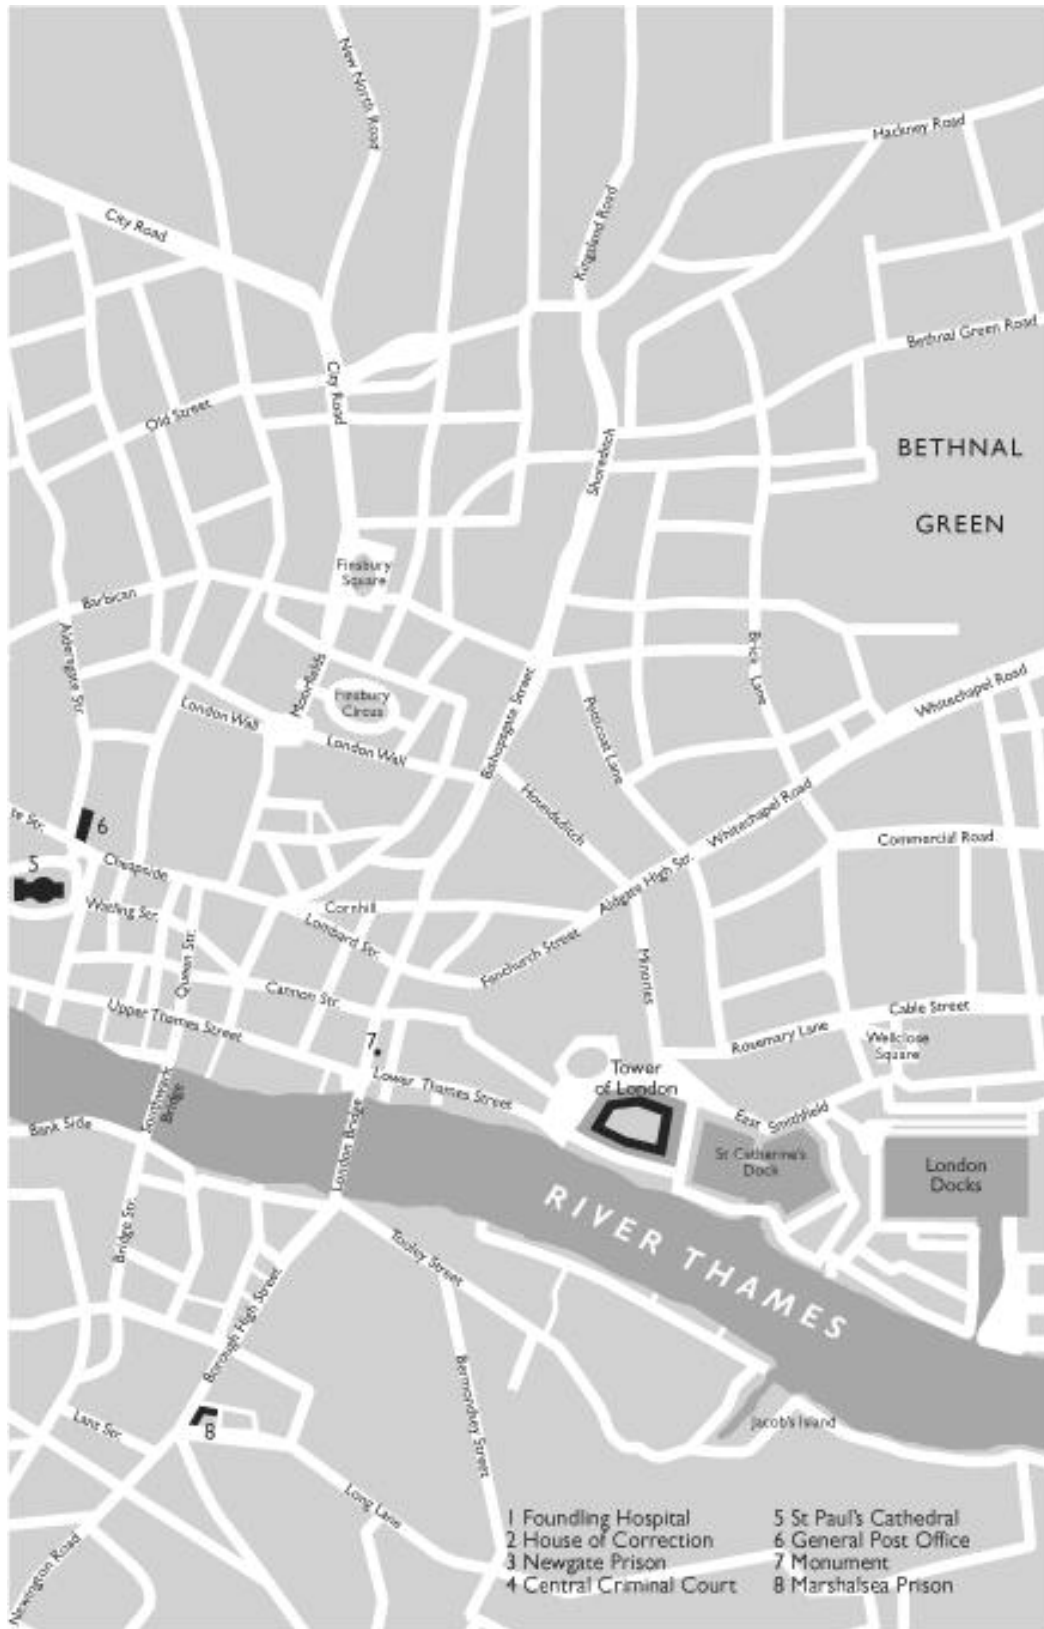 New North Road
Hackney Road
City Road
Kingsland Road
Bethnal Green Road
City Road
Old Street
Shoreditch
BETHNAL
GREEN
Finsbury
Square
Barbican
Aldersgate Str.
Brick Lane
Moorfields
Whitechapel Road
Finsbury
Circus
London Wall
London Wall
Bishopsgate Street
Petticoat Lane
Houndsditch
Whitechapel Road
te Str.
6
Cheapside
Commercial Road
5
Aldgate High Str.
Watling Str.
Cornhill
Lombard Str.
Fenchurch Street
Queen Str.
Minories
Cannon Str.
Upper Thames Street
Cable Street
Rosemary Lane
Wellclose
Square
7
Tower
of London
Lower Thames Street
Southwark
Bridge
London Bridge
East Smithfield
Bank Side
St Catherine's
Dock
London
Docks
RIVER THAMES
Bridge Str.
Tooley Street
Borough High Street
Bermondsey Street
Lant Str.
8
Jacob's Island
Long Lane
Newington Road
1 Foundling Hospital
2 House of Correction
3 Newgate Prison
4 Central Criminal Court
5 St Paul's Cathedral
6 General Post Office
7 Monument
8 Marshalsea Prison